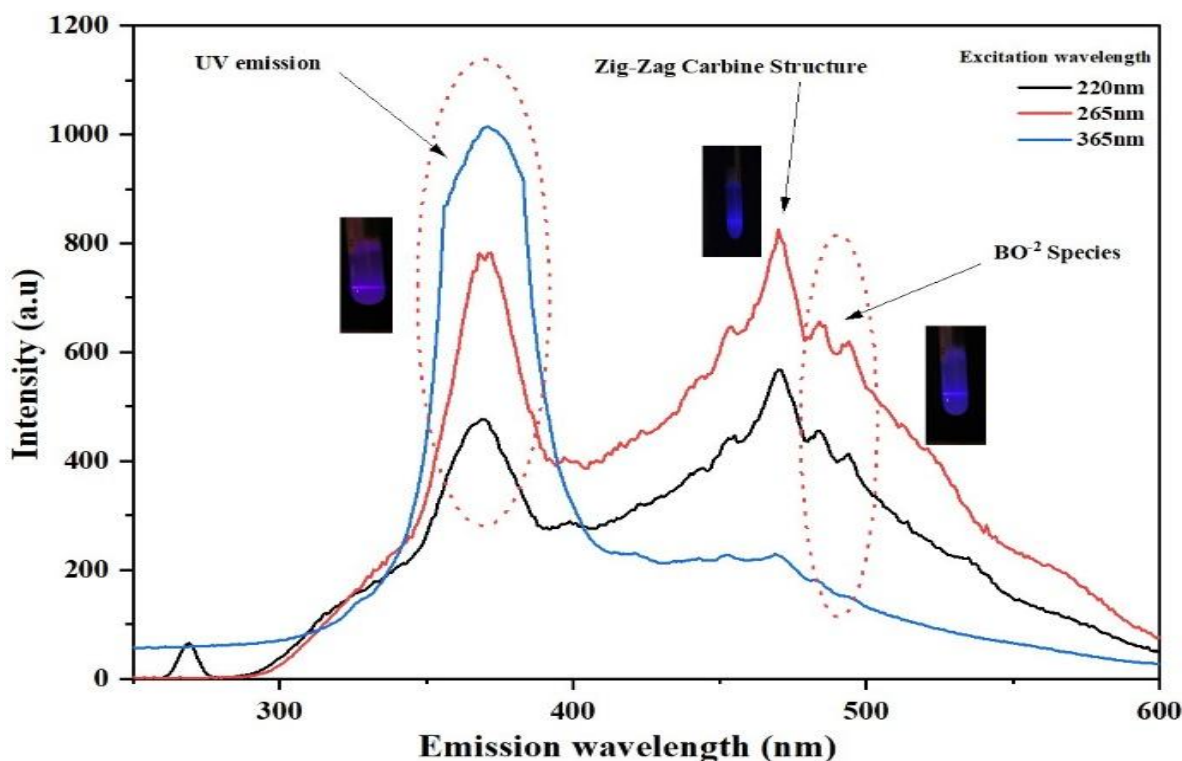 1200
1000
800
600
400
200
0
Intensity (a.u)
UV emission
Zig-Zag Carbine Structure
BO⁻² Species
Excitation wavelength
220nm
265nm
365nm
300
400
500
600
Emission wavelength (nm)